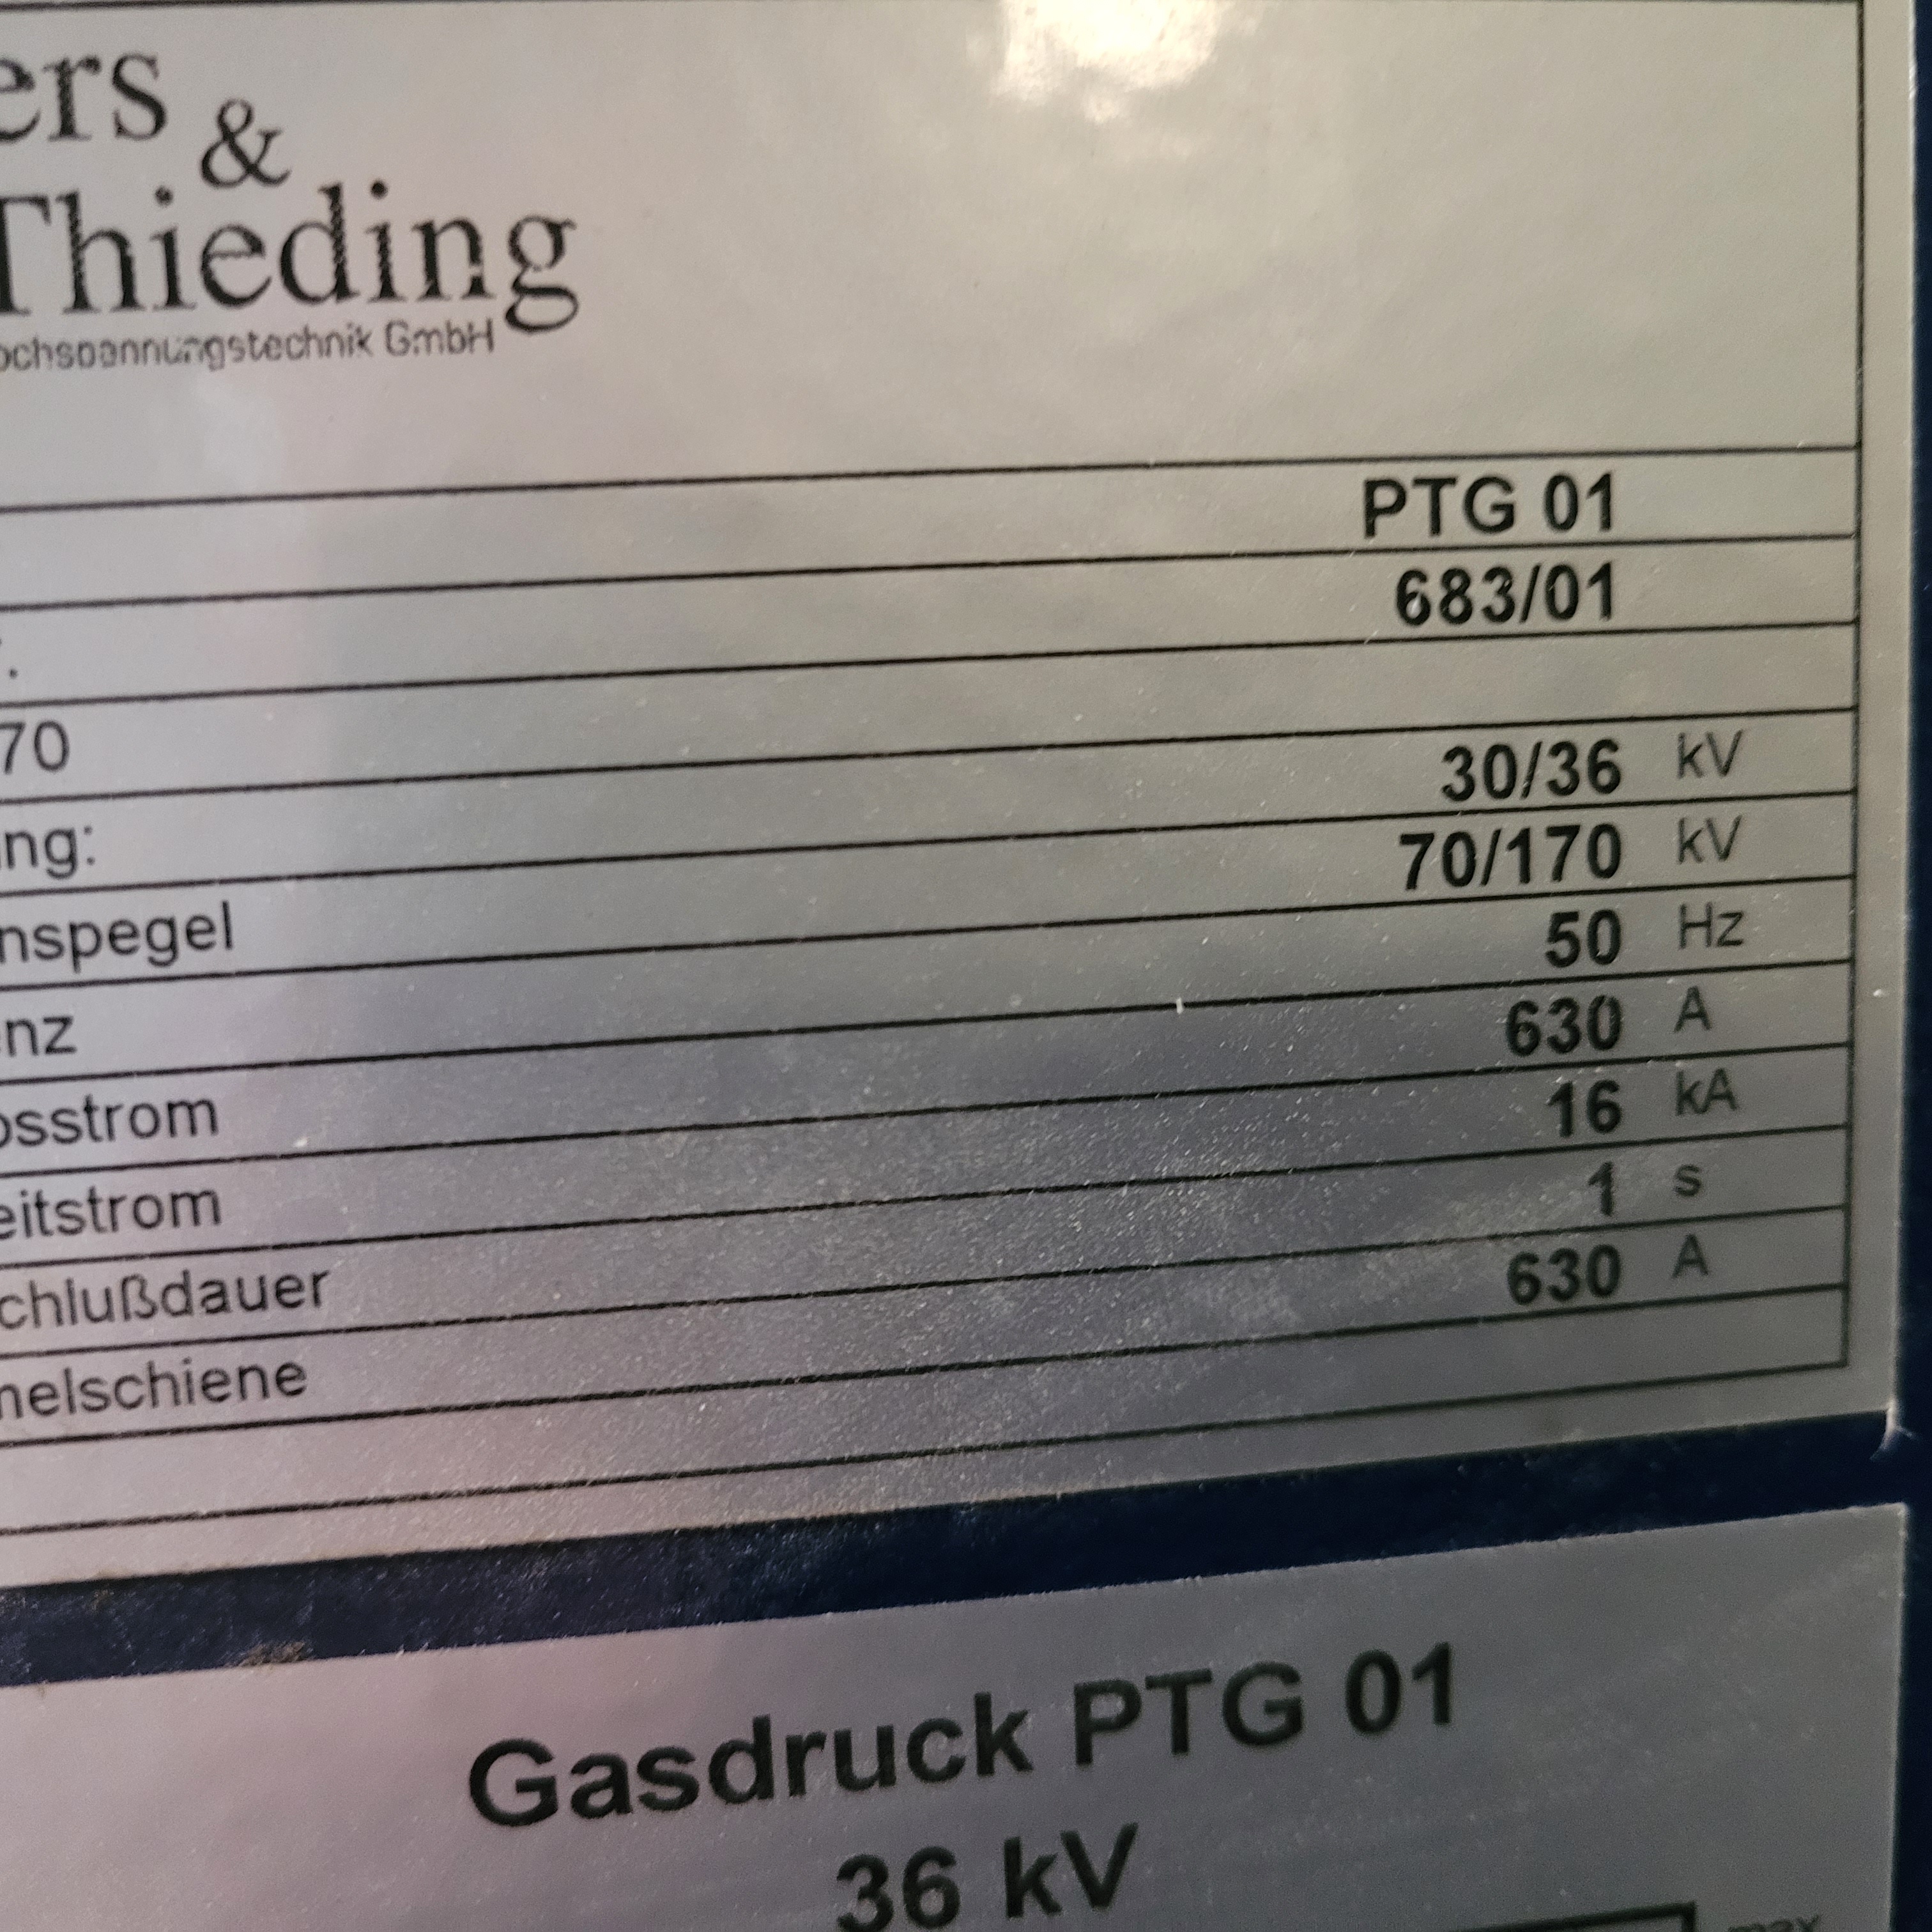 ers &
Thieding
ochspannungstechnik GmbH
PTG 01
683/01
r.
70
30/36 kV
ng:
70/170 kV
nspegel
50 Hz
nz
630 A
osstrom
16 kA
eitstrom
1 s
chlußdauer
630 A
nelschiene
Gasdruck PTG 01
36 kV
max